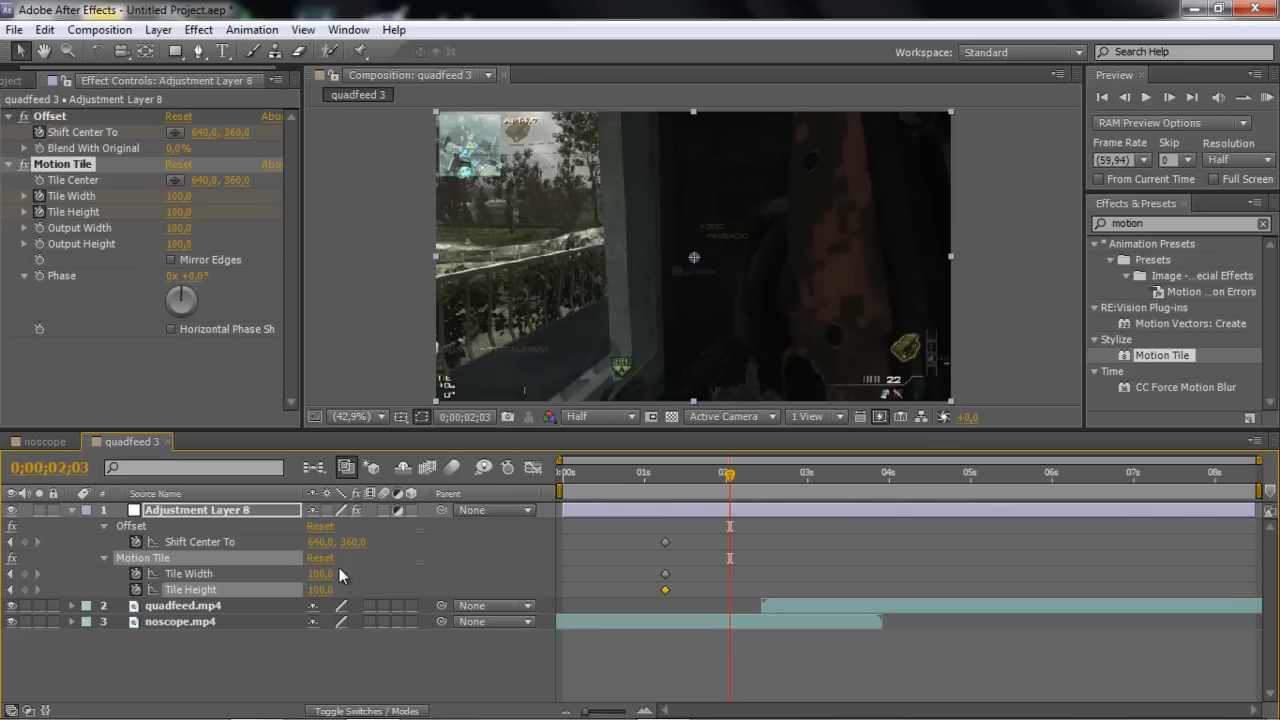 Adobe After Effects - Untitled Project.aep *
File Edit Composition Layer Effect Animation View Window Help
Workspace: Standard Search Help
oject Effect Controls: Adjustment Layer 8 Composition: quadfeed 3 Preview
quadfeed 3 • Adjustment Layer 8 quadfeed 3
Offset Reset Abou
Shift Center To 640,0, 360,0
Blend With Original 0,0%
Motion Tile Reset Abou
Tile Center 640,0, 360,0
Tile Width 100,0
Tile Height 100,0
Output Width 100,0
Output Height 100,0
Mirror Edges
Phase 0x +0,0°
Horizontal Phase Sh
+200
PAYBACK!
22
(42,9%) 0;00;02;03 Half Active Camera 1 View +0,0
RAM Preview Options
Frame Rate Skip Resolution
(59,94) 0 Half
From Current Time Full Screen
Effects & Presets
motion
* Animation Presets
Presets
Image -...ecial Effects
Motion ...on Errors
RE:Vision Plug-ins
Motion Vectors: Create
Stylize
Motion Tile
Time
CC Force Motion Blur
noscope quadfeed 3
0;00;02;03
:00s 01s 02s 03s 04s 05s 06s 07s 08s
# Source Name fx Parent
1 Adjustment Layer 8 fx None
fx Offset Reset ...
Shift Center To 640,0, 360,0
fx Motion Tile Reset ...
Tile Width 100,0
Tile Height 100,0
2 quadfeed.mp4 None
3 noscope.mp4 None
Toggle Switches / Modes